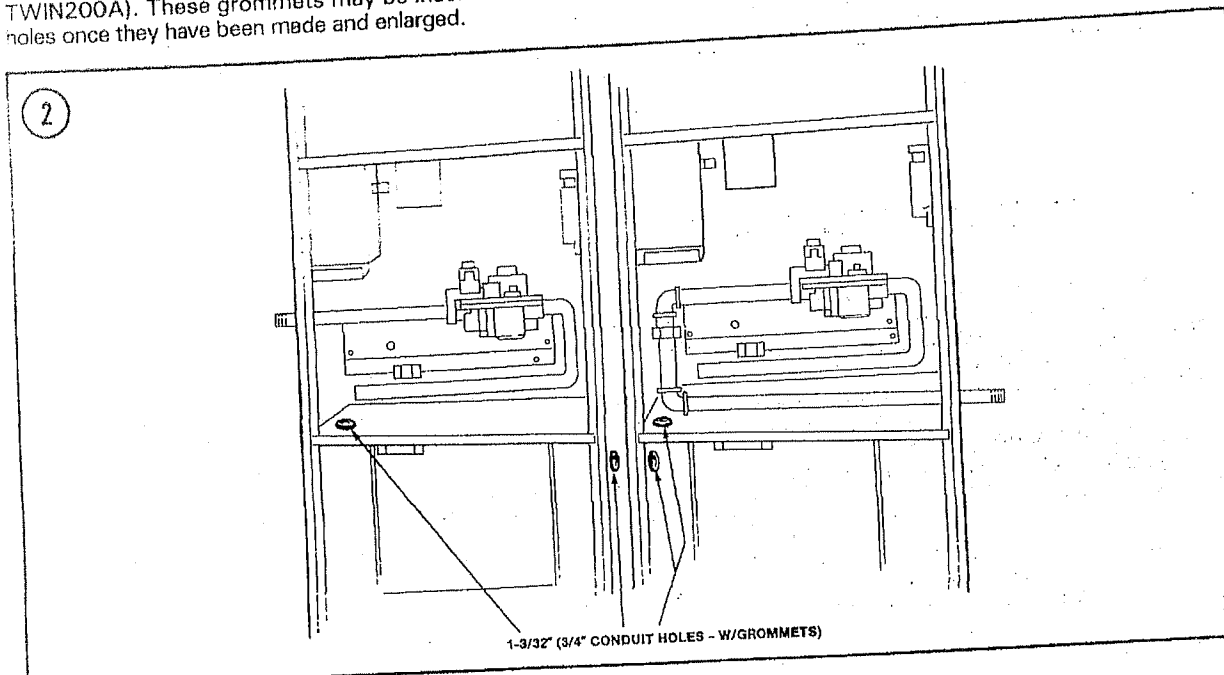 TWIN200A). These grommets may be
holes once they have been made and enlarged.
2
1-3/32" (3/4" CONDUIT HOLES - W/GROMMETS)